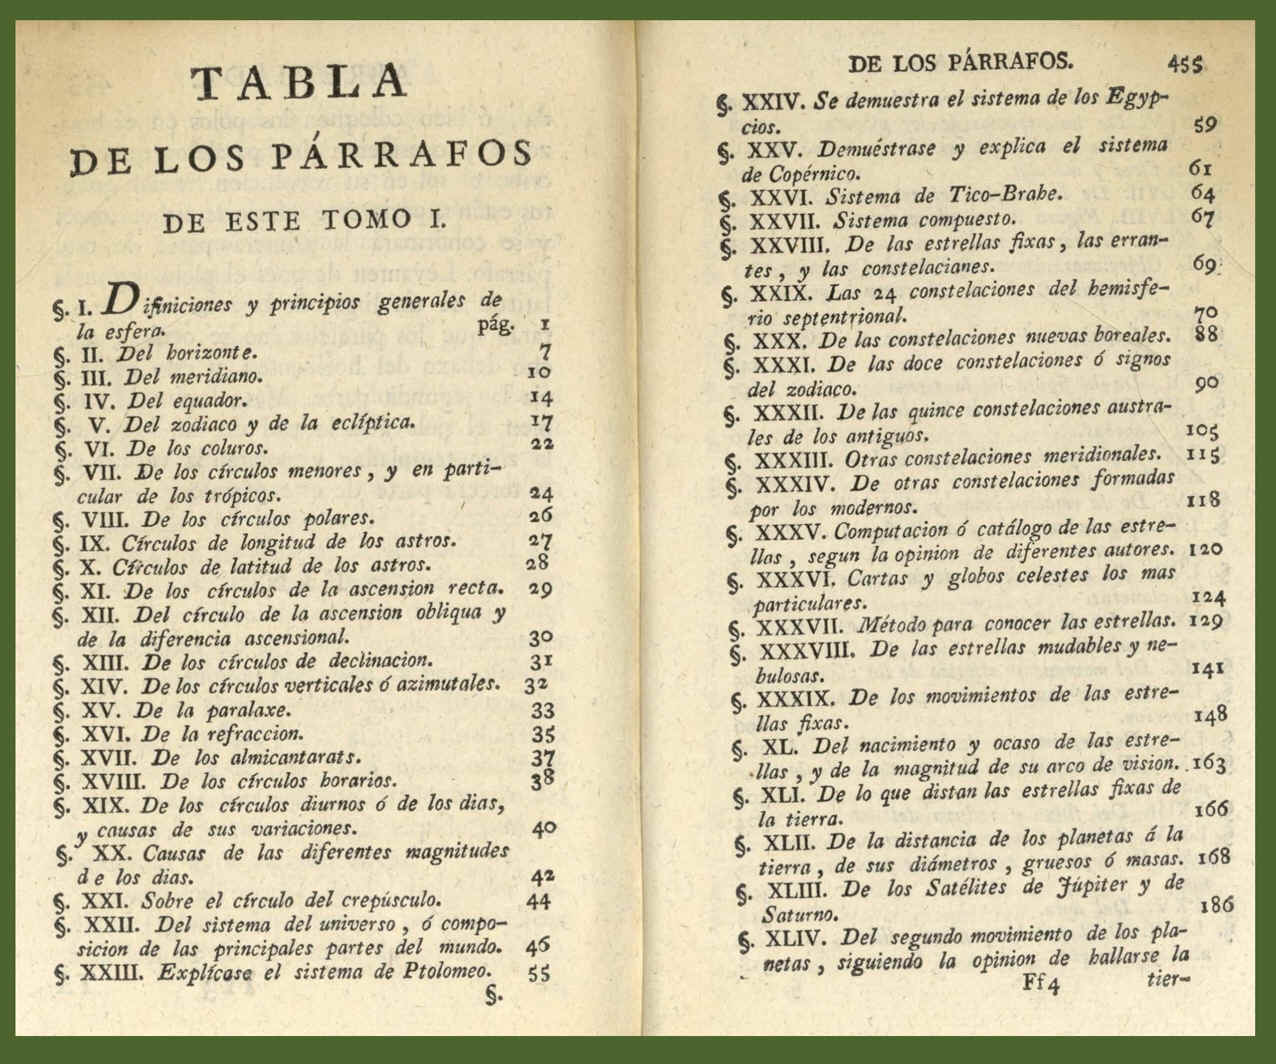 TABLA
DE LOS PÁRRAFOS
DE ESTE TOMO I.
§. I. Difiniciones y principios generales de
la esfera. pág. 1
§. II. Del horizonte. 7
§. III. Del meridiano. 10
§. IV. Del equador. 14
§. V. Del zodiaco y de la eclíptica. 17
§. VI. De los coluros. 22
§. VII. De los círculos menores, y en parti-
cular de los trópicos. 24
§. VIII. De los círculos polares. 26
§. IX. Círculos de longitud de los astros. 27
§. X. Círculos de latitud de los astros. 28
§. XI. De los círculos de la ascension recta. 29
§. XII. Del círculo de la ascension obliqua y
de la diferencia ascensional. 30
§. XIII. De los círculos de declinacion. 31
§. XIV. De los círculos verticales ó azimutales. 32
§. XV. De la paralaxe. 33
§. XVI. De la refraccion. 35
§. XVII. De los almicantarats. 37
§. XVIII. De los círculos horarios. 38
§. XIX. De los círculos diurnos ó de los dias,
y causas de sus variaciones. 40
§. XX. Causas de las diferentes magnitudes
de los dias. 42
§. XXI. Sobre el círculo del crepúsculo. 44
§. XXII. Del sistema del universo, ó compo-
sicion de las principales partes del mundo. 46
§. XXIII. Explícase el sistema de Ptolomeo. 55
§.
DE LOS PÁRRAFOS. 455
§. XXIV. Se demuestra el sistema de los Egyp-
cios. 59
§. XXV. Demuéstrase y explica el sistema
de Copérnico. 61
§. XXVI. Sistema de Tico-Brahe. 64
§. XXVII. Sistema compuesto. 67
§. XXVIII. De las estrellas fixas, las erran-
tes, y las constelacianes. 69
§. XXIX. Las 24 constelaciones del hemisfe-
rio septentrional. 70
§. XXX. De las constelaciones nuevas boreales. 88
§. XXXI. De las doce constelaciones ó signos
del zodiaco. 90
§. XXXII. De las quince constelaciones austra-
les de los antiguos. 105
§. XXXIII. Otras constelaciones meridionales. 115
§. XXXIV. De otras constelaciones formadas
por los modernos. 118
§. XXXV. Computacion ó catálogo de las estre-
llas, segun la opinion de diferentes autores. 120
§. XXXVI. Cartas y globos celestes los mas
particulares. 124
§. XXXVII. Método para conocer las estrellas. 129
§. XXXVIII. De las estrellas mudables y ne-
bulosas. 141
§. XXXIX. De los movimientos de las estre-
llas fixas. 148
§. XL. Del nacimiento y ocaso de las estre-
llas, y de la magnitud de su arco de vision. 163
§. XLI. De lo que distan las estrellas fixas de
la tierra. 166
§. XLII. De la distancia de los planetas á la
tierra, de sus diámetros, gruesos ó masas. 168
§. XLIII. De los Satélites de Júpiter y de
Saturno. 186
§. XLIV. Del segundo movimiento de los pla-
netas, siguiendo la opinion de hallarse la
Ff4 tier-